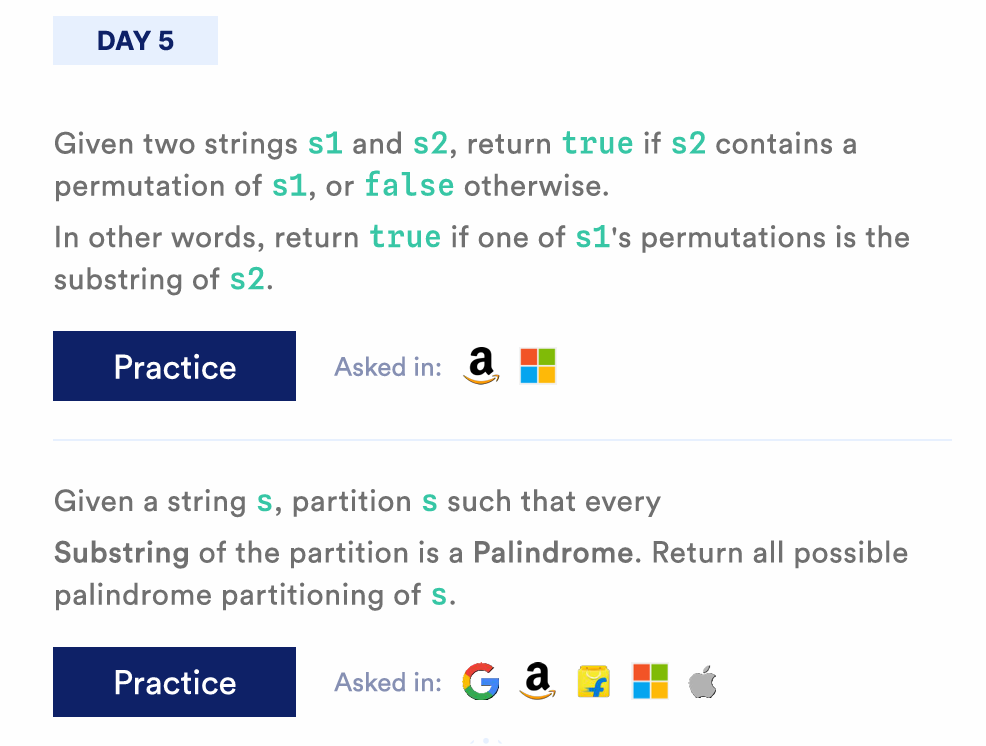 DAY 5
Given two strings s1 and s2, return true if s2 contains a
permutation of s1, or false otherwise.
In other words, return true if one of s1's permutations is the
substring of s2.
Practice
Asked in: a
Given a string s, partition s such that every
Substring of the partition is a Palindrome. Return all possible
palindrome partitioning of s.
Practice
Asked in: G a f